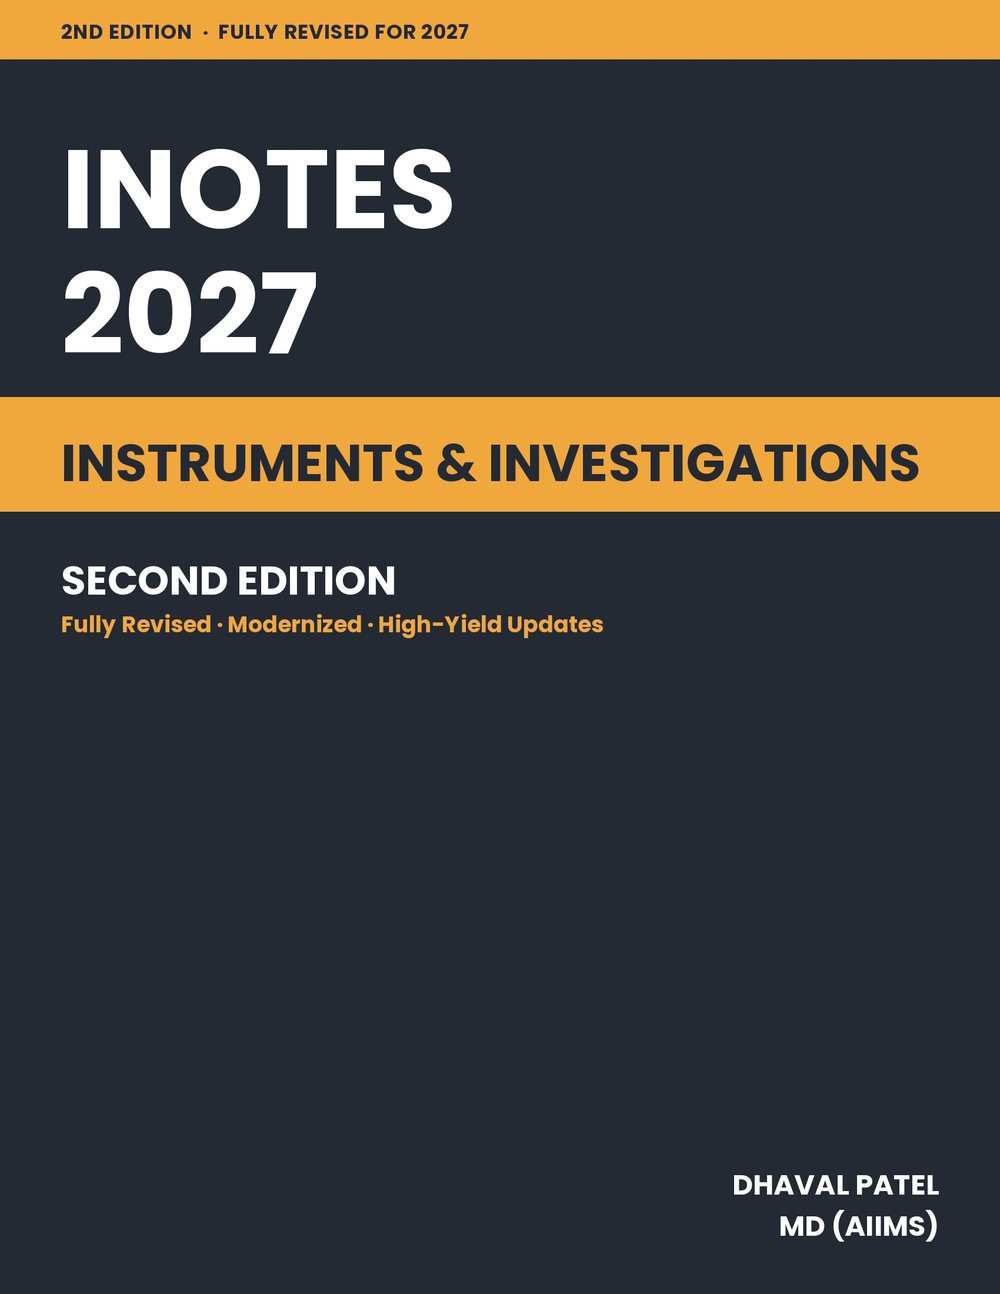 2ND EDITION · FULLY REVISED FOR 2027
INOTES
2027
INSTRUMENTS & INVESTIGATIONS
SECOND EDITION
Fully Revised · Modernized · High-Yield Updates
DHAVAL PATEL
MD (AIIMS)